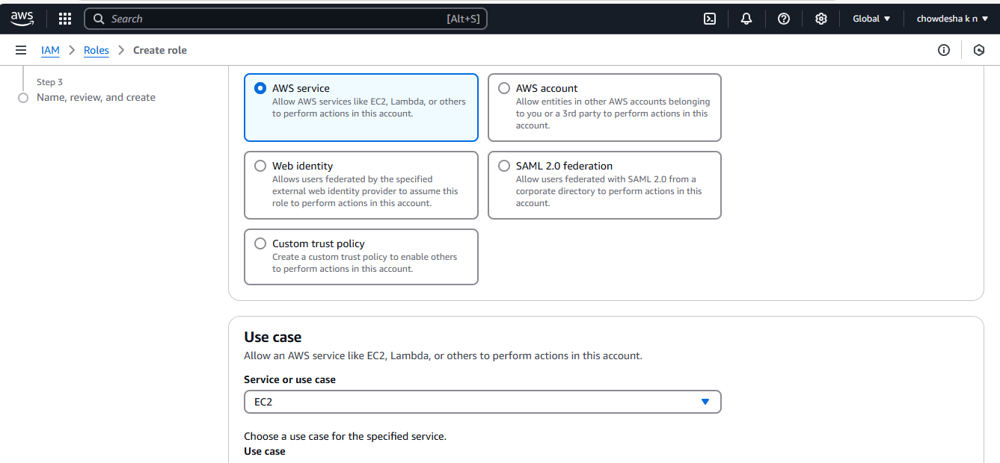 aws
Search [Alt+S] Global chowdesha k n
IAM Roles Create role
Step 3
Name, review, and create
AWS service
Allow AWS services like EC2, Lambda, or others
to perform actions in this account.
AWS account
Allow entities in other AWS accounts belonging
to you or a 3rd party to perform actions in this
account.
Web identity
Allows users federated by the specified
external web identity provider to assume this
role to perform actions in this account.
SAML 2.0 federation
Allow users federated with SAML 2.0 from a
corporate directory to perform actions in this
account.
Custom trust policy
Create a custom trust policy to enable others
to perform actions in this account.
Use case
Allow an AWS service like EC2, Lambda, or others to perform actions in this account.
Service or use case
EC2
Choose a use case for the specified service.
Use case